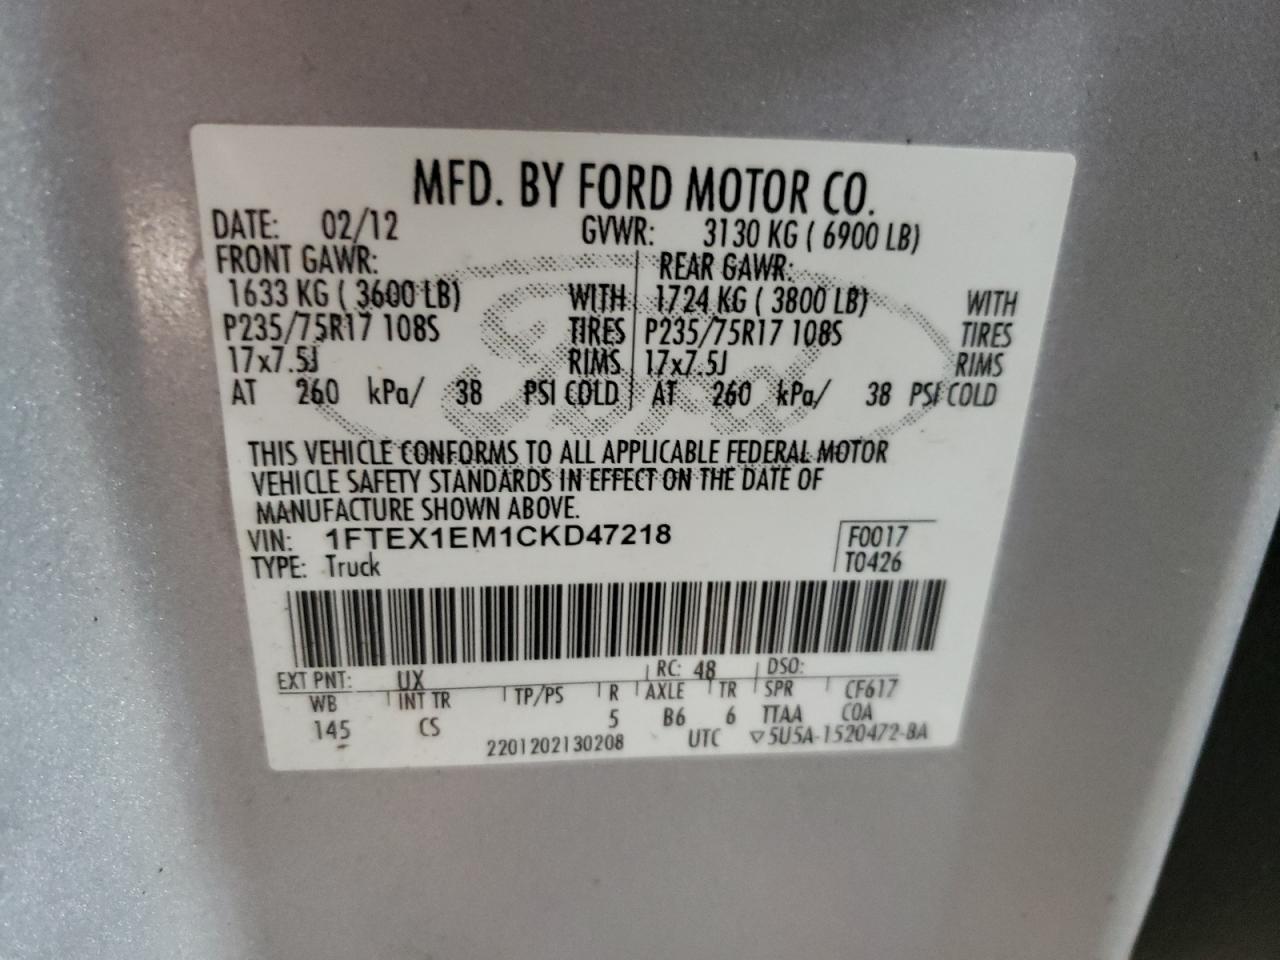 MFD. BY FORD MOTOR CO.
DATE: 02/12 GVWR: 3130 KG ( 6900 LB)
FRONT GAWR: REAR GAWR:
1633 KG ( 3600 LB) WITH 1724 KG ( 3800 LB) WITH
P235/75R17 108S TIRES P235/75R17 108S TIRES
17x7.5J RIMS 17x7.5J RIMS
AT 260 kPa/ 38 PSI COLD AT 260 kPa/ 38 PSI COLD
Ford
THIS VEHICLE CONFORMS TO ALL APPLICABLE FEDERAL MOTOR
VEHICLE SAFETY STANDARDS IN EFFECT ON THE DATE OF
MANUFACTURE SHOWN ABOVE.
VIN: 1FTEX1EM1CKD47218 F0017
TYPE: Truck T0426
EXT PNT: UX RC: 48 DSO:
WB INT TR TP/PS R AXLE TR SPR CF617
145 CS 5 B6 6 TTAA COA
2201202130208 UTC ▽5U5A-1520472-BA